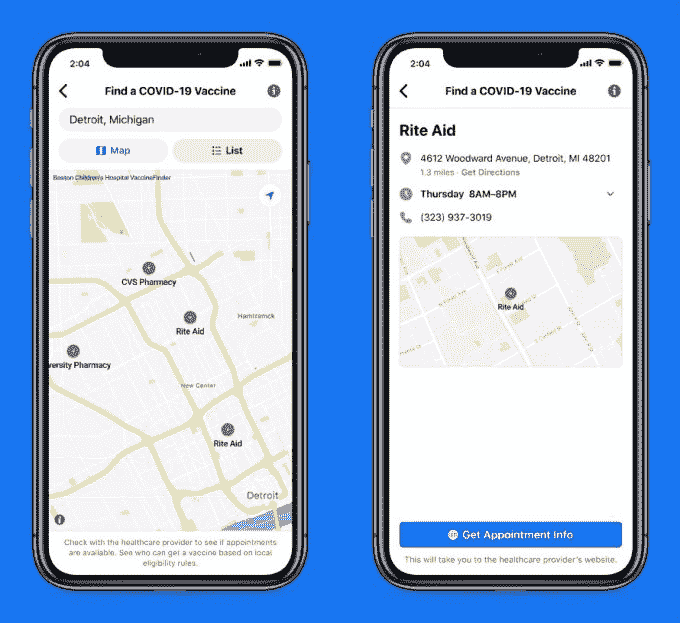 2:04
Find a COVID-19 Vaccine
Detroit, Michigan
Map
List
Boston Children's Hospital VaccineFinder
CVS Pharmacy
Rite Aid
Hamtramck
versity Pharmacy
New Center
Rite Aid
Detroit
Check with the healthcare provider to see if appointments
are available. See who can get a vaccine based on local
eligibility rules.
2:04
Find a COVID-19 Vaccine
Rite Aid
4612 Woodward Avenue, Detroit, MI 48201
1.3 miles · Get Directions
Thursday 8AM–8PM
(323) 937-3019
Rite Aid
Get Appointment Info
This will take you to the healthcare provider's website.